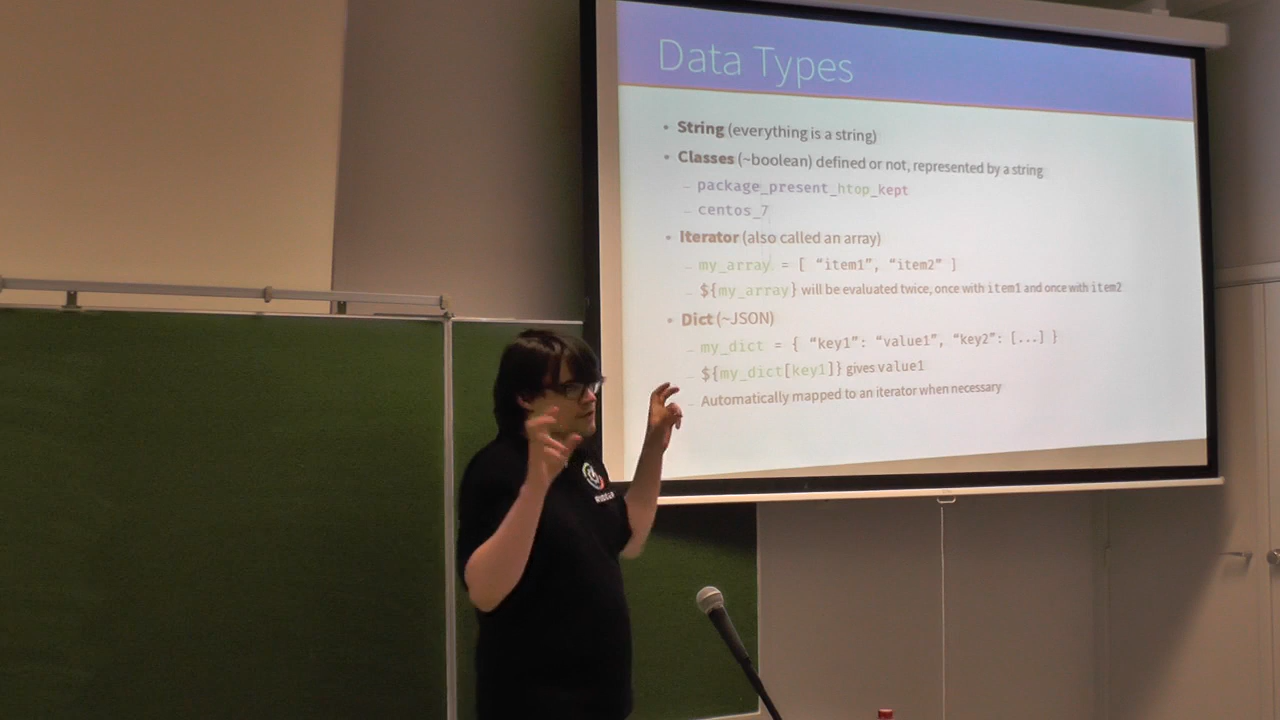 Data Types
• String (everything is a string)
• Classes (~boolean) defined or not, represented by a string
– package_present_htop_kept
– centos_7
• Iterator (also called an array)
– my_array = [ “item1”, “item2” ]
– ${my_array} will be evaluated twice, once with item1 and once with item2
• Dict (~JSON)
– my_dict = { “key1”: “value1”, “key2”: [...] }
– ${my_dict[key1]} gives value1
– Automatically mapped to an iterator when necessary